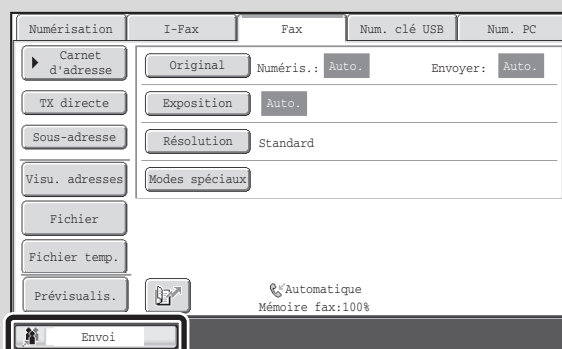 Numérisation I-Fax Fax Num. clé USB Num. PC
Carnet
d'adresse
Original Numéris.: Auto. Envoyer: Auto.
TX directe
Exposition Auto.
Sous-adresse
Résolution Standard
Visu. adresses
Modes spéciaux
Fichier
Fichier temp.
Prévisualis.
Automatique
Mémoire fax:100%
Envoi